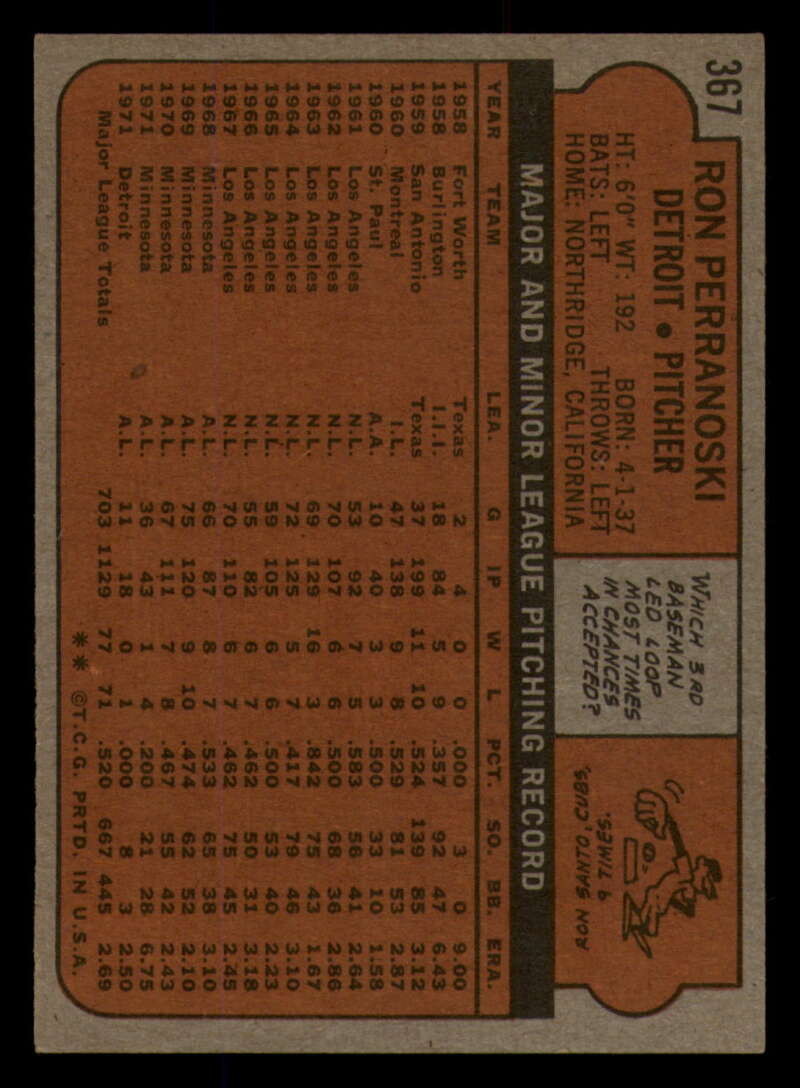 367
RON PERRANOSKI
DETROIT • PITCHER
HT: 6'0" WT: 192 BORN: 4-1-37
BATS: LEFT THROWS: LEFT
HOME: NORTHRIDGE, CALIFORNIA
WHICH 3RD
BASEMAN
LED LOOP
MOST TIMES
IN CHANCES
ACCEPTED?
RON SANTO, CUBS,
9 TIMES.
MAJOR AND MINOR LEAGUE PITCHING RECORD
YEAR TEAM LEA. G IP W L PCT. SO. BB. ERA.
1958 Fort Worth Texas 2 4 0 0 .000 3 0 9.00
1958 Burlington I.I.I. 18 84 5 9 .357 92 47 6.43
1959 San Antonio Texas 37 199 11 10 .524 139 85 3.12
1960 Montreal I.L. 47 138 9 8 .529 81 53 2.87
1960 St. Paul A.A. 10 40 3 3 .500 33 10 1.58
1961 Los Angeles N.L. 53 92 7 5 .583 56 41 2.64
1962 Los Angeles N.L. 70 107 6 6 .500 68 36 2.86
1963 Los Angeles N.L. 69 129 16 3 .842 75 43 1.67
1964 Los Angeles N.L. 72 125 5 7 .417 79 46 3.10
1965 Los Angeles N.L. 59 105 6 6 .500 53 40 2.23
1966 Los Angeles N.L. 55 82 6 7 .462 50 31 3.18
1967 Los Angeles N.L. 70 110 6 7 .462 75 45 2.45
1968 Minnesota A.L. 66 87 8 7 .533 65 38 3.10
1969 Minnesota A.L. 75 120 9 10 .474 62 52 2.10
1970 Minnesota A.L. 67 111 7 8 .467 55 42 2.43
1971 Minnesota A.L. 36 43 1 4 .200 21 28 6.75
1971 Detroit A.L. 11 18 0 1 .000 8 3 2.50
Major League Totals 703 1129 77 71 .520 667 445 2.69
** ©T.C.G. PRTD. IN U.S.A.